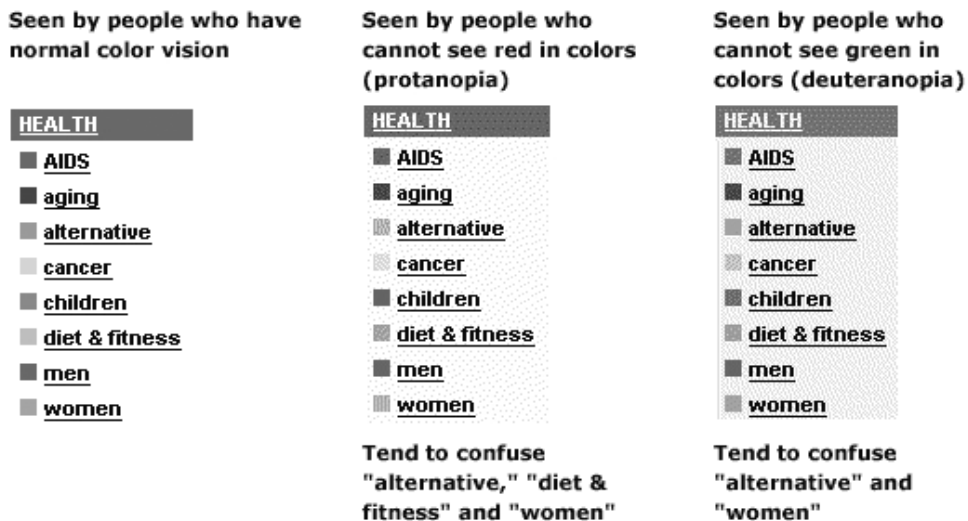 Seen by people who have
normal color vision
HEALTH
AIDS
aging
alternative
cancer
children
diet & fitness
men
women
Seen by people who
cannot see red in colors
(protanopia)
HEALTH
AIDS
aging
alternative
cancer
children
diet & fitness
men
women
Tend to confuse
"alternative," "diet &
fitness" and "women"
Seen by people who
cannot see green in
colors (deuteranopia)
HEALTH
AIDS
aging
alternative
cancer
children
diet & fitness
men
women
Tend to confuse
"alternative" and
"women"